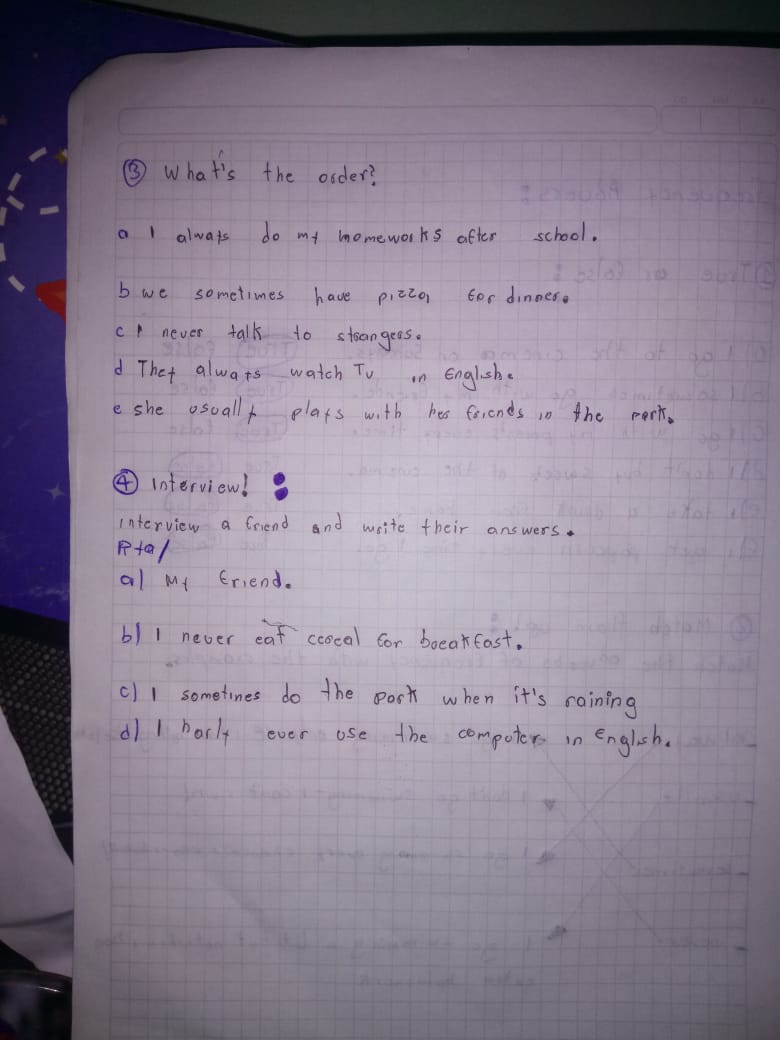 ③ What's the order?
a I always do my homeworks after school.
b we sometimes have pizza for dinner.
c I never talk to strangers.
d They always watch Tv in English.
e she usually plays with her friends in the park.
④ Interview! :
Interview a friend and write their answers.
Rta/
a) My friend.
b) I never eat cereal for breakfast.
c) I sometines do the park when it's raining
d) I harly ever use the computer in English.